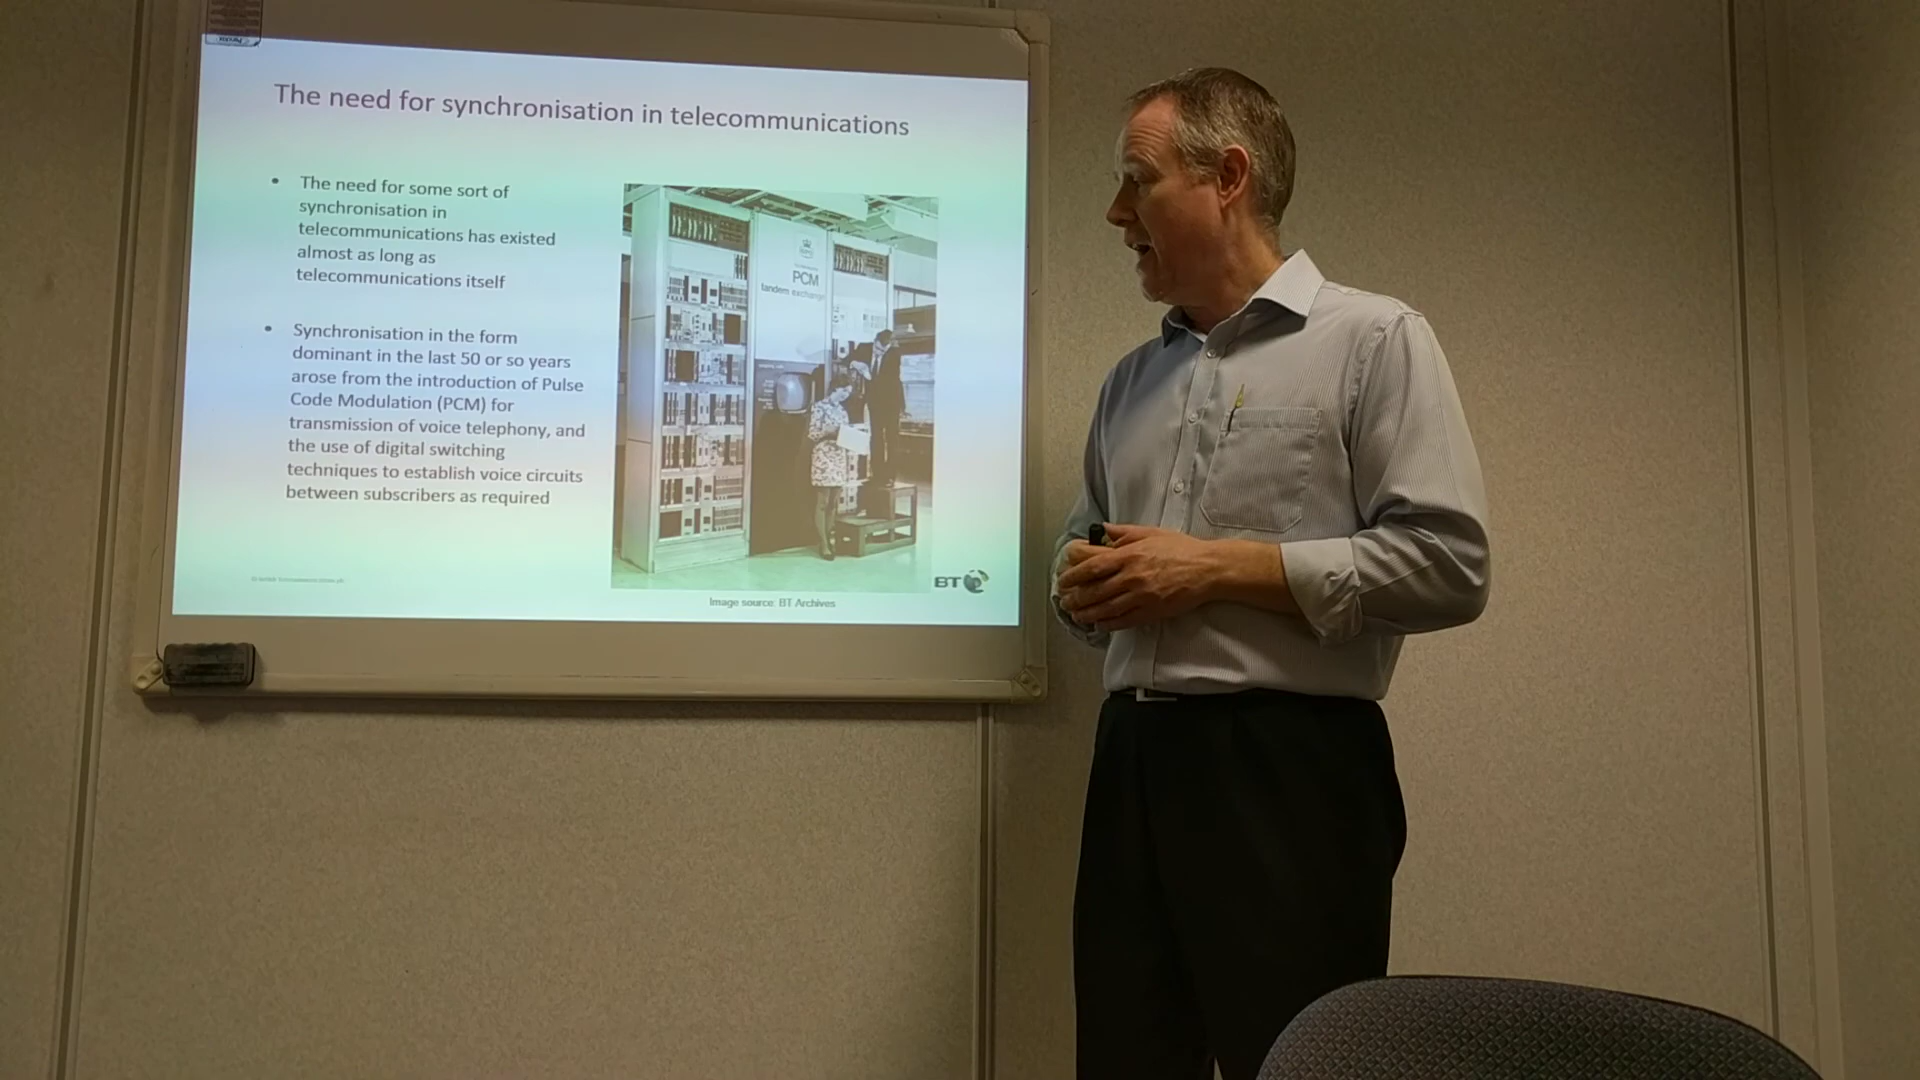 The need for synchronisation in telecommunications
• The need for some sort of
synchronisation in
telecommunications has existed
almost as long as
telecommunications itself
• Synchronisation in the form
dominant in the last 50 or so years
arose from the introduction of Pulse
Code Modulation (PCM) for
transmission of voice telephony, and
the use of digital switching
techniques to establish voice circuits
between subscribers as required
PCM
tandem exchange
BT
Image source: BT Archives